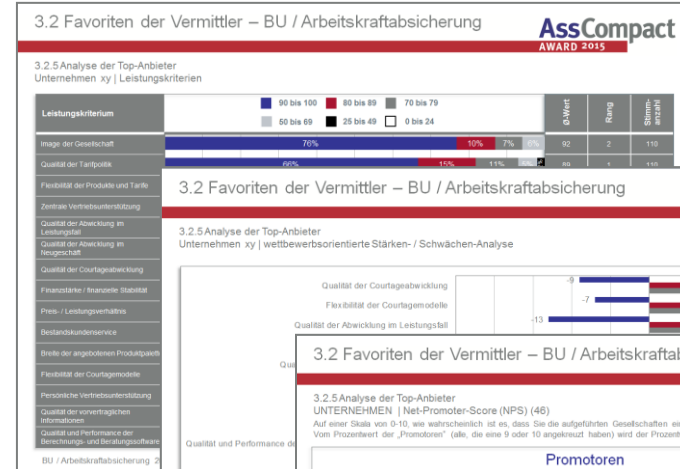 3.2 Favoriten der Vermittler – BU / Arbeitskraftabsicherung
AssCompact
AWARD 2015
3.2.5 Analyse der Top-Anbieter
Unternehmen xy | Leistungskriterien
Leistungskriterium
90 bis 100 80 bis 89 70 bis 79
50 bis 69 25 bis 49 0 bis 24
Ø-Wert
Rang
Stimm-
anzahl
Image der Gesellschaft 76% 10% 7% 6% 92 2 110
Qualität der Tarifpolitik 66% 15% 11% 89 1 110
Flexibilität der Produkte und Tarife
Zentrale Vertriebsunterstützung
Qualität der Abwicklung im
Leistungsfall
Qualität der Abwicklung im
Neugeschäft
Qualität der Courtageabwicklung
Finanzstärke / finanzielle Stabilität
Preis- / Leistungsverhältnis
Bestandskundenservice
Breite der angebotenen Produktpalette
Flexibilität der Courtagemodelle
Persönliche Vertriebsunterstützung
Qualität der vorvertraglichen
Informationen
Qualität und Performance der
Berechnungs- und Beratungssoftware
BU / Arbeitskraftabsicherung 2
3.2 Favoriten der Vermittler – BU / Arbeitskraftabsicherung
3.2.5 Analyse der Top-Anbieter
Unternehmen xy | wettbewerbsorientierte Stärken- / Schwächen-Analyse
Qualität der Courtageabwicklung -9
Flexibilität der Courtagemodelle -7
Qualität der Abwicklung im Leistungsfall -13
Qua
Qualität und Performance de
3.2 Favoriten der Vermittler – BU / Arbeitskraftab
3.2.5 Analyse der Top-Anbieter
UNTERNEHMEN | Net-Promoter-Score (NPS) (46)
Auf einer Skala von 0-10, wie wahrscheinlich ist es, dass Sie die aufgeführten Gesellschaften ein
Vom Prozentwert der „Promotoren" (alle, die eine 9 oder 10 angekreuzt haben) wird der Prozent
Promotoren